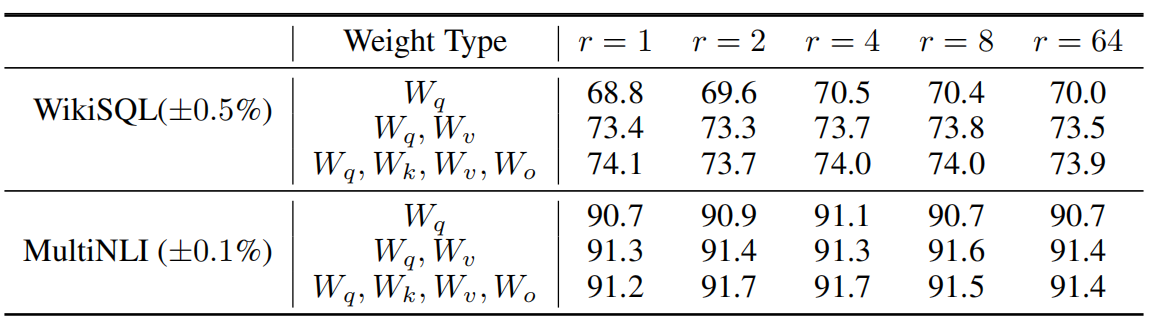 Weight Type r = 1 r = 2 r = 4 r = 8 r = 64
WikiSQL(±0.5%) W_q 68.8 69.6 70.5 70.4 70.0
W_q, W_v 73.4 73.3 73.7 73.8 73.5
W_q, W_k, W_v, W_o 74.1 73.7 74.0 74.0 73.9
MultiNLI (±0.1%) W_q 90.7 90.9 91.1 90.7 90.7
W_q, W_v 91.3 91.4 91.3 91.6 91.4
W_q, W_k, W_v, W_o 91.2 91.7 91.7 91.5 91.4